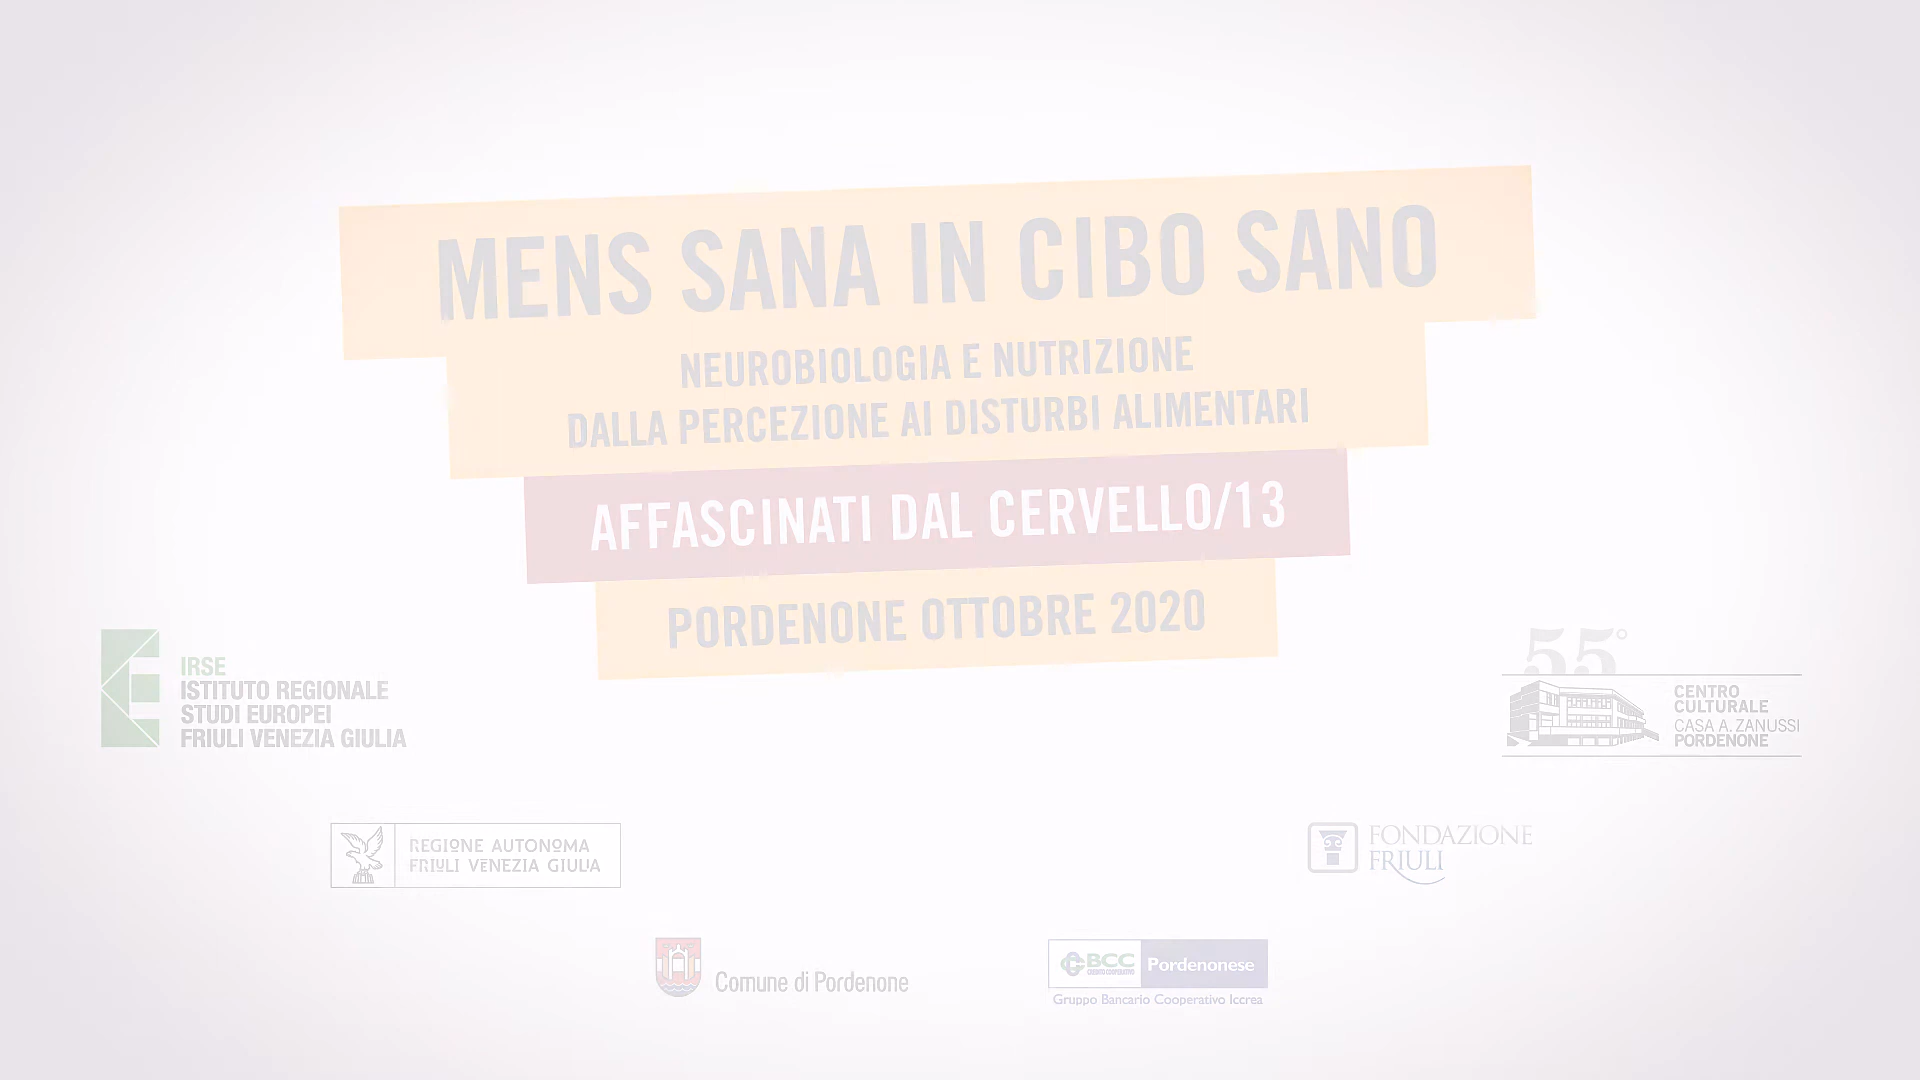 MENS SANA IN CIBO SANO
NEUROBIOLOGIA E NUTRIZIONE
DALLA PERCEZIONE AI DISTURBI ALIMENTARI
AFFASCINATI DAL CERVELLO/13
PORDENONE OTTOBRE 2020
IRSE
ISTITUTO REGIONALE
STUDI EUROPEI
FRIULI VENEZIA GIULIA
55°
CENTRO
CULTURALE
CASA A. ZANUSSI
PORDENONE
REGIONE AUTONOMA
FRIULI VENEZIA GIULIA
FONDAZIONE
FRIULI
Comune di Pordenone
BCC
CREDITO COOPERATIVO
Pordenonese
Gruppo Bancario Cooperativo Iccrea